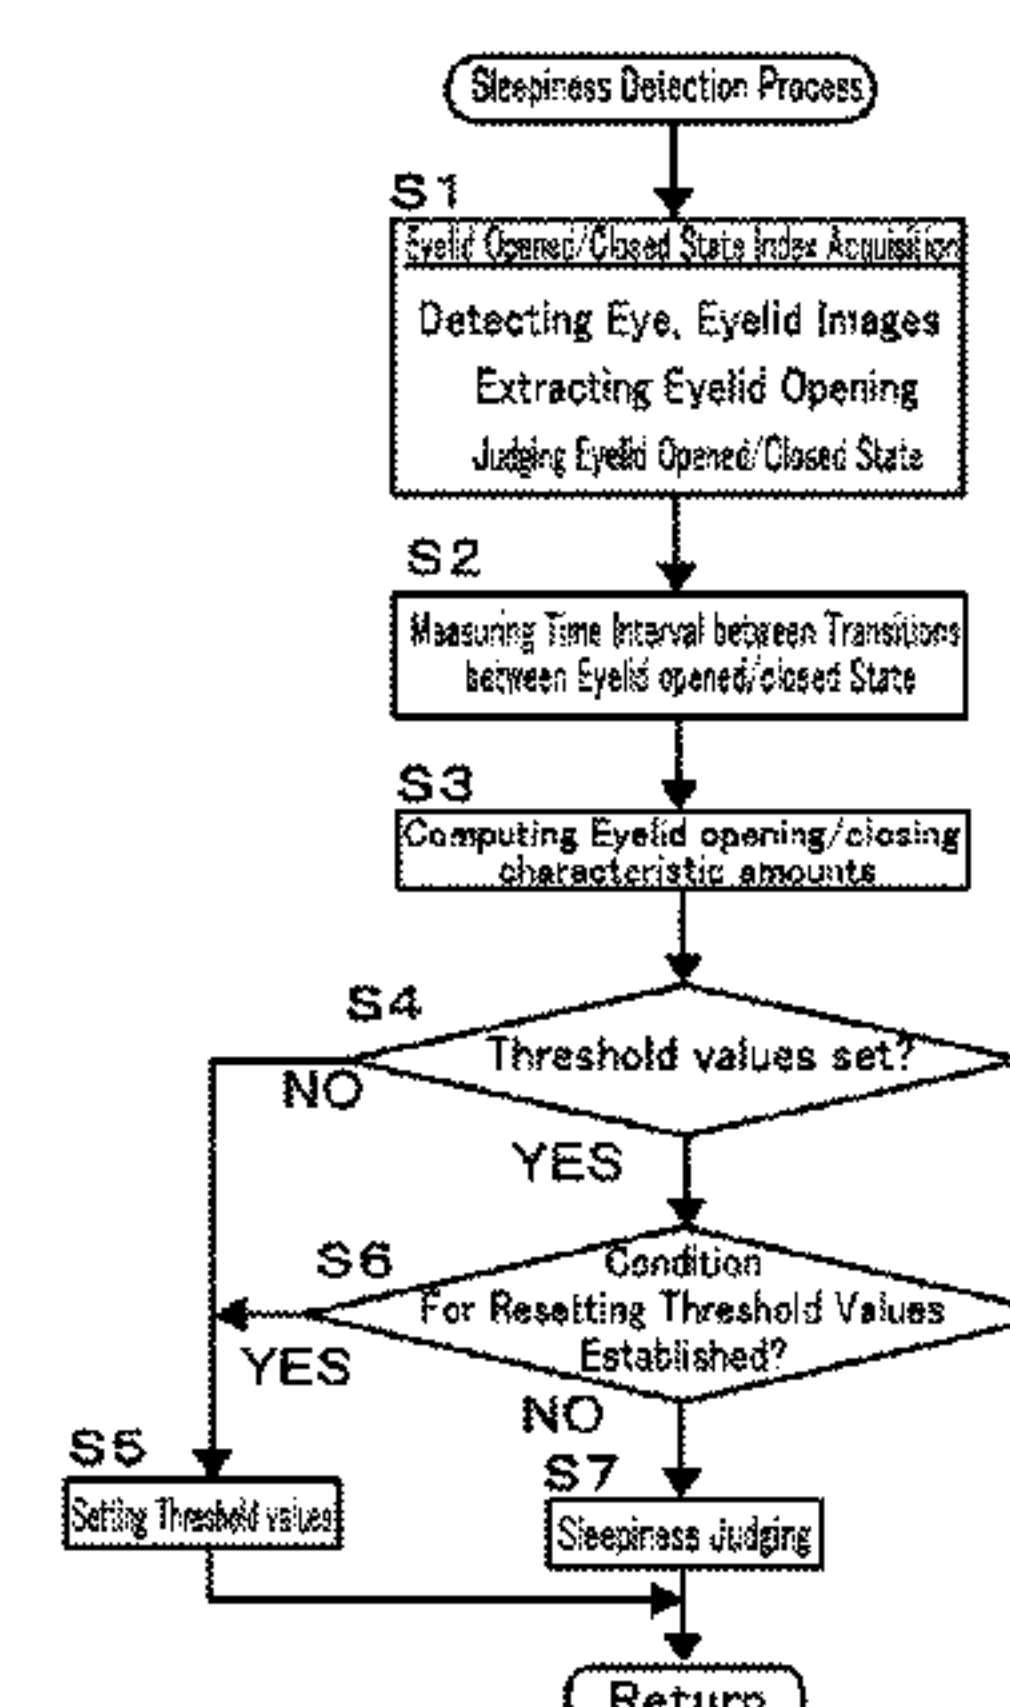 Sleepiness Detection Process
S1
Eyelid Opened/Closed State Index Acquisition
Detecting Eye, Eyelid Images
Extracting Eyelid Opening
Judging Eyelid Opened/Closed State
S2
Measuring Time Interval between Transitions
between Eyelid opened/closed State
S3
Computing Eyelid opening/closing
characteristic amounts
S4
Threshold values set?
NO
YES
S6
Condition
For Resetting Threshold Values
Established?
YES
NO
S5
S7
Setting Threshold values
Sleepiness Judging
Return